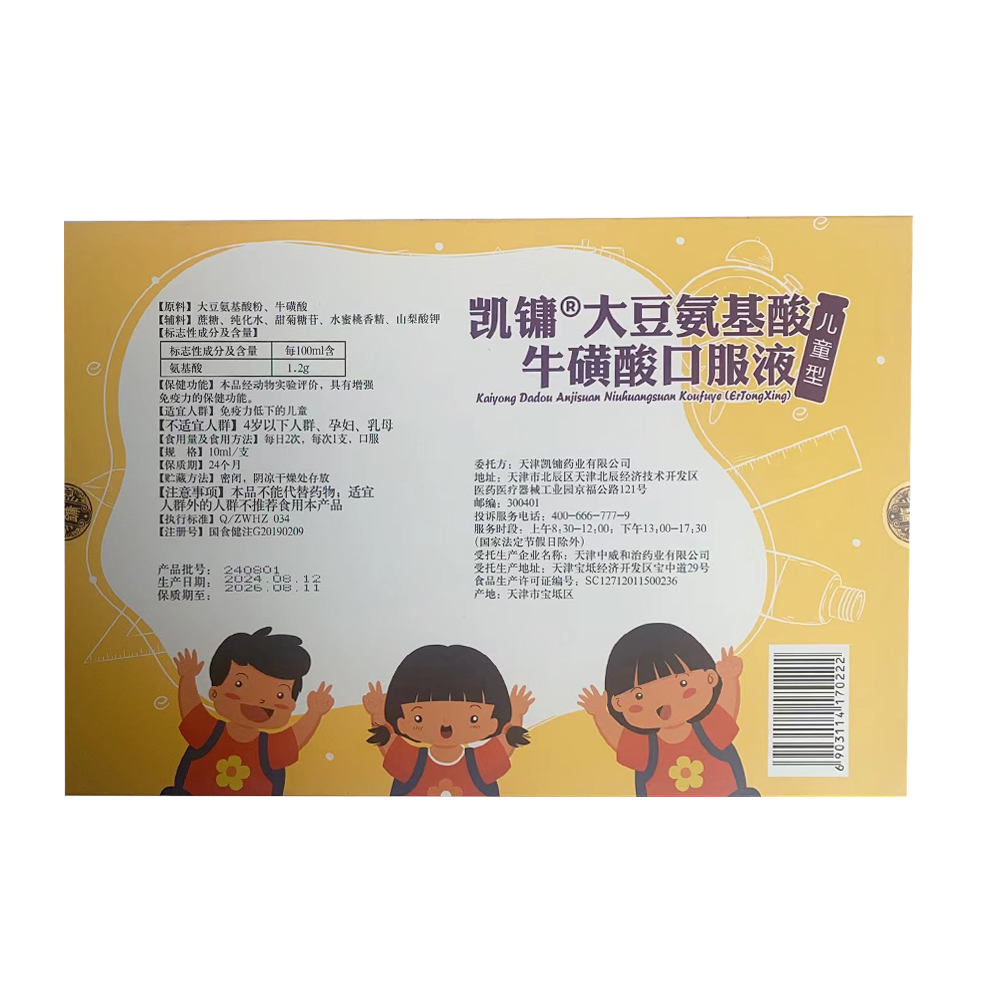 【原料】大豆氨基酸粉、牛磺酸
【辅料】蔗糖、纯化水、甜菊糖苷、水蜜桃香精、山梨酸钾
【标志性成分及含量】
标志性成分及含量 每100ml含
氨基酸 1.2g
【保健功能】本品经动物实验评价，具有增强
免疫力的保健功能。
【适宜人群】免疫力低下的儿童
【不适宜人群】4岁以下人群、孕妇、乳母
【食用量及食用方法】每日2次，每次1支，口服
【规 格】10ml/支
【保质期】24个月
【贮藏方法】密闭，阴凉干燥处存放
【注意事项】本品不能代替药物；适宜
人群外的人群不推荐食用本产品
【执行标准】Q/ZWHZ 034
【注册号】国食健注G20190209
产品批号：240801
生产日期：2024.08.12
保质期至：2026.08.11
凯镛®大豆氨基酸
牛磺酸口服液
儿童型
Kaiyong Dadou Anjisuan Niuhuangsuan Koufuye (ErTongXing)
委托方：天津凯镛药业有限公司
地址：天津市北辰区天津北辰经济技术开发区
医药医疗器械工业园京福公路121号
邮编：300401
投诉服务电话：400-666-777-9
服务时段：上午8:30-12:00；下午13:00-17:30
(国家法定节假日除外)
受托生产企业名称：天津中威和治药业有限公司
受托生产地址：天津宝坻经济开发区宝中道29号
食品生产许可证编号：SC12712011500236
产地：天津市宝坻区
6 903114 170222